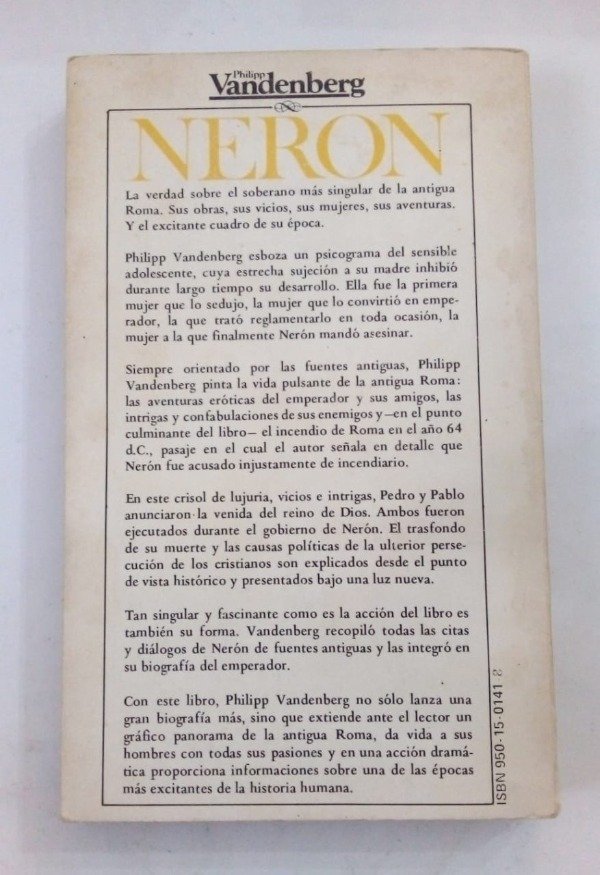 Philipp
Vandenberg
NERON
La verdad sobre el soberano más singular de la antigua
Roma. Sus obras, sus vicios, sus mujeres, sus aventuras.
Y el excitante cuadro de su época.
Philipp Vandenberg esboza un psicograma del sensible
adolescente, cuya estrecha sujeción a su madre inhibió
durante largo tiempo su desarrollo. Ella fue la primera
mujer que lo sedujo, la mujer que lo convirtió en empe-
rador, la que trató reglamentarlo en toda ocasión, la
mujer a la que finalmente Nerón mandó asesinar.
Siempre orientado por las fuentes antiguas, Philipp
Vandenberg pinta la vida pulsante de la antigua Roma:
las aventuras eróticas del emperador y sus amigos, las
intrigas y confabulaciones de sus enemigos y —en el punto
culminante del libro— el incendio de Roma en el año 64
d.C., pasaje en el cual el autor señala en detalle que
Nerón fue acusado injustamente de incendiario.
En este crisol de lujuria, vicios e intrigas, Pedro y Pablo
anunciaron la venida del reino de Dios. Ambos fueron
ejecutados durante el gobierno de Nerón. El trasfondo
de su muerte y las causas políticas de la ulterior perse-
cución de los cristianos son explicados desde el punto
de vista histórico y presentados bajo una luz nueva.
Tan singular y fascinante como es la acción del libro es
también su forma. Vandenberg recopiló todas las citas
y diálogos de Nerón de fuentes antiguas y las integró en
su biografía del emperador.
Con este libro, Philipp Vandenberg no sólo lanza una
gran biografía más, sino que extiende ante el lector un
gráfico panorama de la antigua Roma, da vida a sus
hombres con todas sus pasiones y en una acción dramá-
tica proporciona informaciones sobre una de las épocas
más excitantes de la historia humana.
ISBN 950-15-0141 8